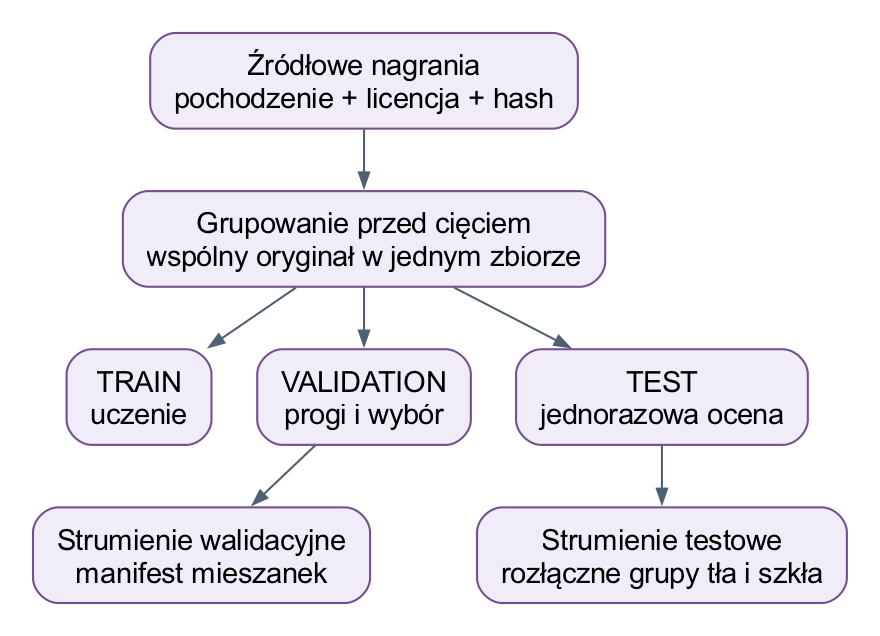 Źródłowe nagrania
pochodzenie + licencja + hash
Grupowanie przed cięciem
wspólny oryginał w jednym zbiorze
TRAIN
uczenie
VALIDATION
progi i wybór
TEST
jednorazowa ocena
Strumienie walidacyjne
manifest mieszanek
Strumienie testowe
rozłączne grupy tła i szkła